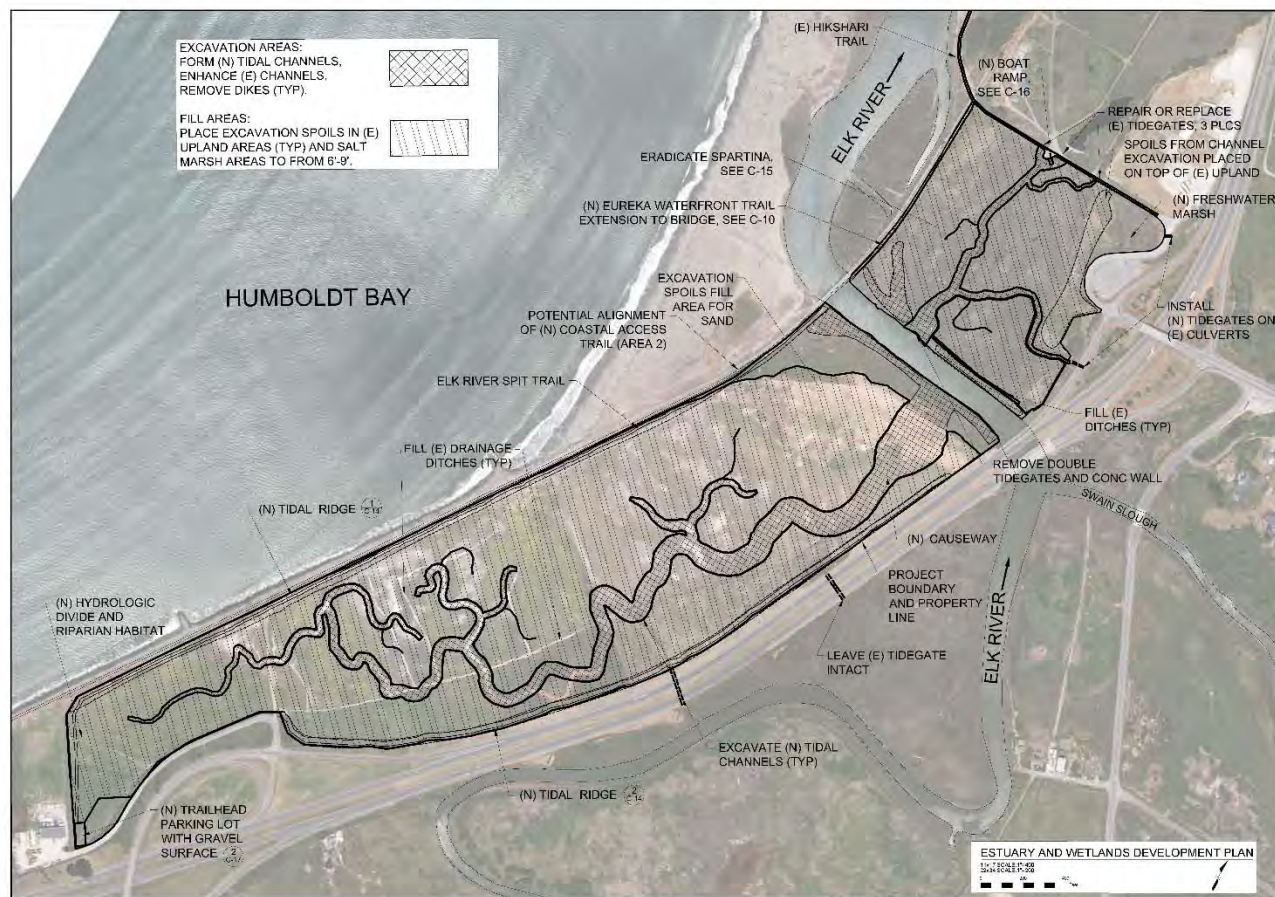 EXCAVATION AREAS:
FORM (N) TIDAL CHANNELS,
ENHANCE (E) CHANNELS,
REMOVE DIKES (TYP).
FILL AREAS:
PLACE EXCAVATION SPOILS IN (E)
UPLAND AREAS (TYP) AND SALT
MARSH AREAS TO FROM 6'-9'.
(E) HIKSHARI
TRAIL
(N) BOAT
RAMP,
SEE C-16
REPAIR OR REPLACE
(E) TIDEGATES, 3 PLCS
SPOILS FROM CHANNEL
EXCAVATION PLACED
ON TOP OF (E) UPLAND
(N) FRESHWATER
MARSH
ELK RIVER
ERADICATE SPARTINA,
SEE C-15
(N) EUREKA WATERFRONT TRAIL
EXTENSION TO BRIDGE, SEE C-10
HUMBOLDT BAY
EXCAVATION
SPOILS FILL
AREA FOR
SAND
POTENTIAL ALIGNMENT
OF (N) COASTAL ACCESS
TRAIL (AREA 2)
INSTALL
(N) TIDEGATES ON
(E) CULVERTS
ELK RIVER SPIT TRAIL
FILL (E)
DITCHES (TYP)
FILL (E) DRAINAGE
DITCHES (TYP)
REMOVE DOUBLE
TIDEGATES AND CONC WALL
SWAIN SLOUGH
(N) TIDAL RIDGE
(N) CAUSEWAY
PROJECT
BOUNDARY
AND PROPERTY
LINE
(N) HYDROLOGIC
DIVIDE AND
RIPARIAN HABITAT
LEAVE (E) TIDEGATE
INTACT
ELK RIVER
EXCAVATE (N) TIDAL
CHANNELS (TYP)
(N) TIDAL RIDGE 2
C-14
(N) TRAILHEAD
PARKING LOT
WITH GRAVEL
SURFACE 2
C-17
ESTUARY AND WETLANDS DEVELOPMENT PLAN